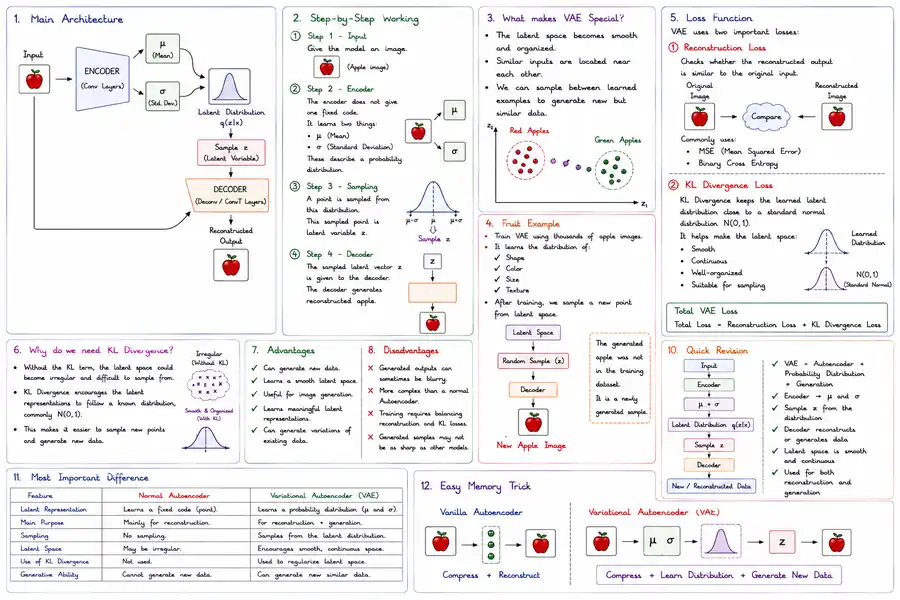 1. Main Architecture
Input
ENCODER
(Conv Layers)
μ
(Mean)
σ
(Std. Dev.)
Latent Distribution
q(z|x)
Sample z
(Latent Variable)
DECODER
(Deconv / ConvT Layers)
Reconstructed
Output
2. Step-by-Step Working
① Step 1 - Input
Give the model an image.
(Apple image)
② Step 2 - Encoder
The encoder does not give
one fixed code.
It learns two things:
• μ (Mean)
• σ (Standard Deviation)
These describe a probability
distribution.
μ
σ
③ Step 3 - Sampling
A point is sampled from
this distribution.
This sampled point is
latent variable z.
μ-σ μ μ+σ
Sample z
④ Step 4 - Decoder
The sampled latent vector z
is given to the decoder.
The decoder generates
reconstructed apple.
z
3. What makes VAE Special?
• The latent space becomes smooth
and organized.
• Similar inputs are located near
each other.
• We can sample between learned
examples to generate new but
similar data.
z₂
Red Apples
Green Apples
z₁
4. Fruit Example
• Train VAE using thousands of apple images.
• It learns the distribution of:
✓ Shape
✓ Color
✓ Size
✓ Texture
• After training, we sample a new point
from latent space.
Latent Space
Random Sample (z)
Decoder
New Apple Image
The generated
apple was not
in the training
dataset.
It is a newly
generated sample.
5. Loss Function
VAE uses two important losses:
① Reconstruction Loss
Checks whether the reconstructed output
is similar to the original input.
Original
Image
Compare
Reconstructed
Image
Commonly uses:
• MSE (Mean Squared Error)
• Binary Cross Entropy
② KL Divergence Loss
KL Divergence keeps the learned latent
distribution close to a standard normal
distribution. N(0,1).
It helps make the latent space:
• Smooth
• Continuous
• Well-organized
• Suitable for sampling
Learned
Distribution
N(0,1)
(Standard Normal)
Total VAE Loss
Total Loss = Reconstruction Loss + KL Divergence Loss
6. Why do we need KL Divergence?
• Without the KL term, the latent space could
become irregular and difficult to sample from.
• KL Divergence encourages the latent
representations to follow a known distribution,
commonly N(0,1).
• This makes it easier to sample new points
and generate new data.
Irregular
(Without KL)
Smooth & Organized
(With KL)
7. Advantages
✓ Can generate new data.
✓ Learns a smooth latent space.
✓ Useful for image generation.
✓ Learns meaningful latent
representations.
✓ Can generate variations of
existing data.
8. Disadvantages
✗ Generated outputs can
sometimes be blurry.
✗ More complex than a normal
Autoencoder.
✗ Training requires balancing
reconstruction and KL losses.
✗ Generated samples may not
be as sharp as other models.
10. Quick Revision
Input
Encoder
μ + σ
Latent Distribution q(z|x)
Sample z
Decoder
New / Reconstructed Data
✓ VAE = Autoencoder +
Probability Distribution
+ Generation.
✓ Encoder → μ and σ
✓ Sample z from the
distribution.
✓ Decoder reconstructs
or generates data
✓ Latent space is smooth
and continuous
✓ Used for both
reconstruction and
generation
11. Most Important Difference
Feature Normal Autoencoder Variational Autoencoder (VAE)
Latent Representation Learns a fixed code (point). Learns a probability distribution (μ and σ).
Main Purpose Mainly for reconstruction. For reconstruction + generation.
Sampling No sampling. Samples from the latent distribution.
Latent Space May be irregular. Encourages smooth, continuous space.
Use of KL Divergence Not used. Used to regularize latent space.
Generative Ability Cannot generate new data. Can generate new similar data.
12. Easy Memory Trick
Vanilla Autoencoder
Compress + Reconstruct
Variational Autoencoder (VAE)
μ σ
z
Compress + Learn Distribution + Generate New Data